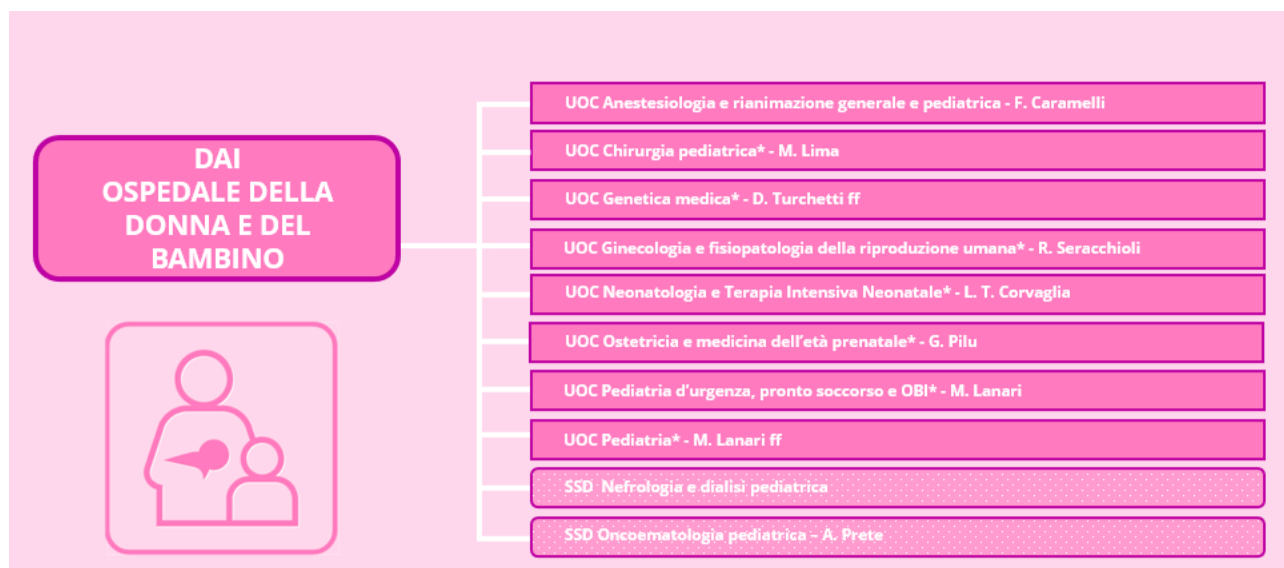 DAI
OSPEDALE DELLA
DONNA E DEL
BAMBINO
UOC Anestesiologia e rianimazione generale e pediatrica - F. Caramelli
UOC Chirurgia pediatrica* - M. Lima
UOC Genetica medica* - D. Turchetti ff
UOC Ginecologia e fisiopatologia della riproduzione umana* - R. Seracchioli
UOC Neonatologia e Terapia Intensiva Neonatale* - L. T. Corvaglia
UOC Ostetricia e medicina dell’età prenatale* - G. Pilu
UOC Pediatria d’urgenza, pronto soccorso e OBI* - M. Lanari
UOC Pediatria* - M. Lanari ff
SSD Nefrologia e dialisi pediatrica
SSD Oncoematologia pediatrica – A. Prete